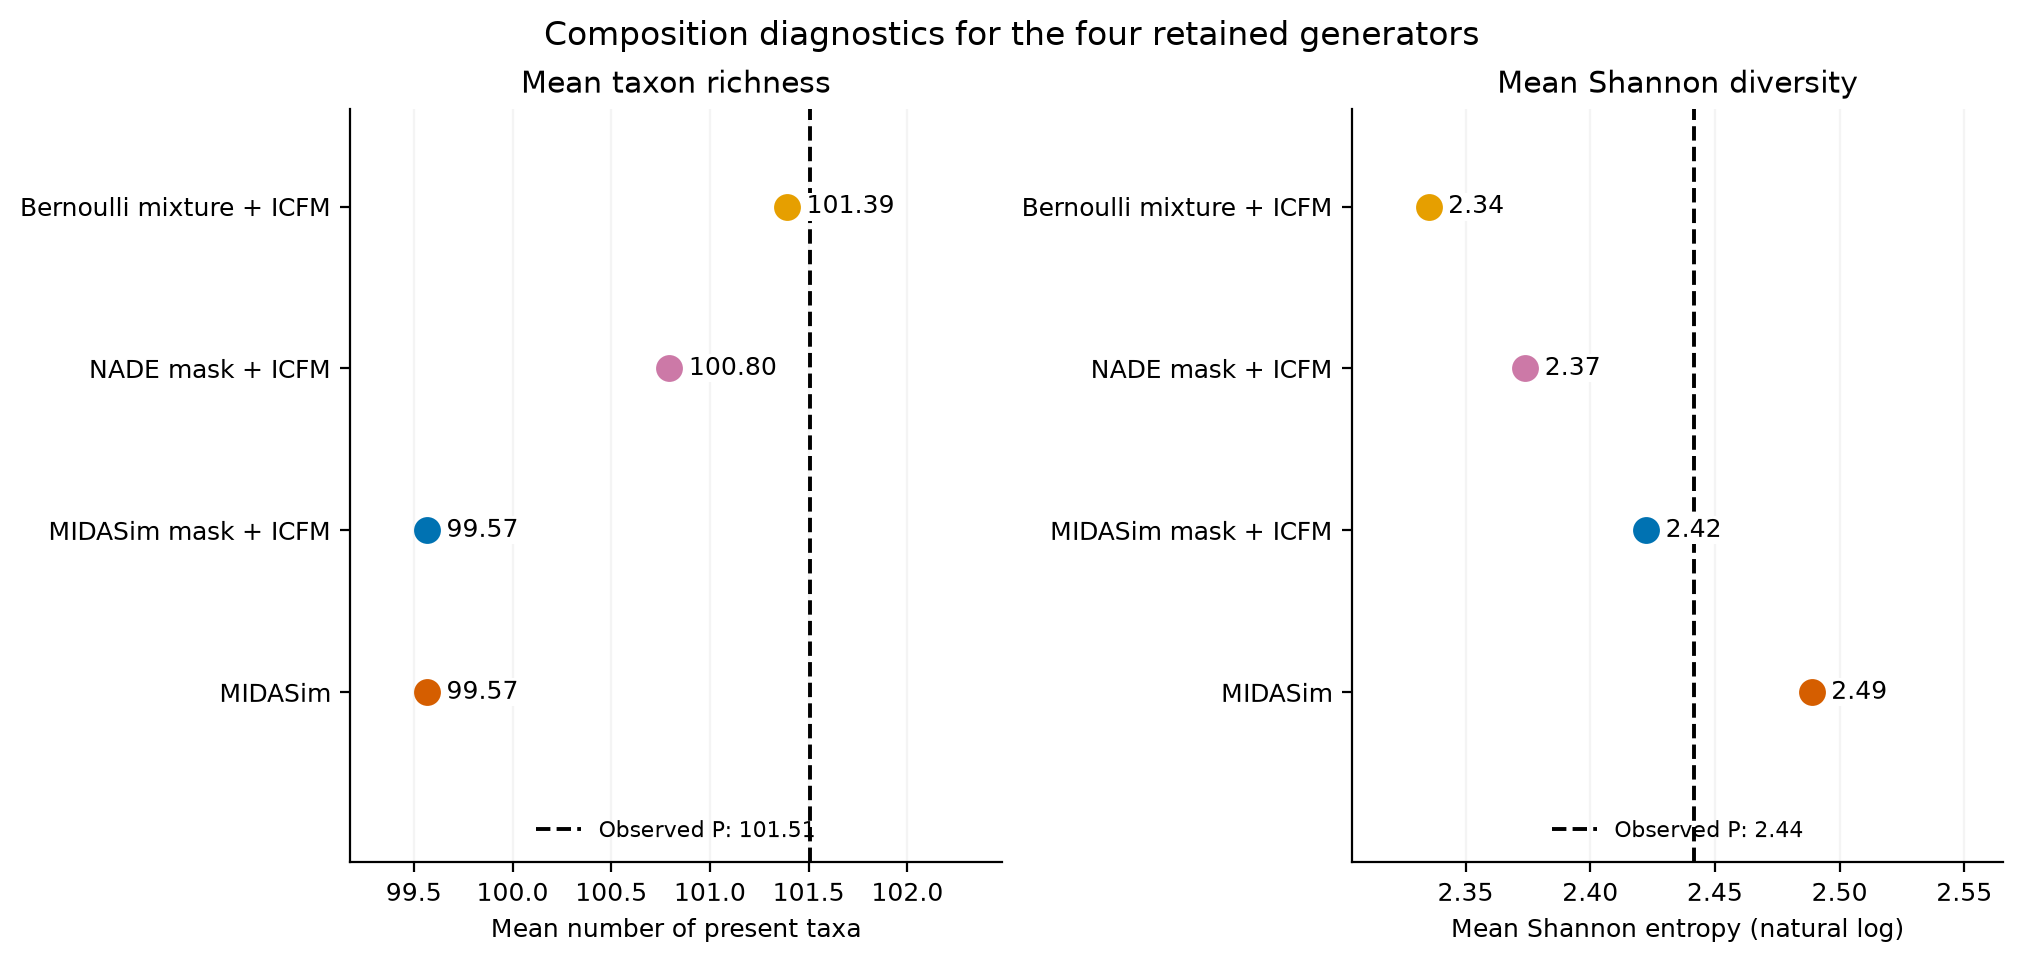 Composition diagnostics for the four retained generators
Mean taxon richness
Bernoulli mixture + ICFM
NADE mask + ICFM
MIDASim mask + ICFM
MIDASim
101.39
100.80
99.57
99.57
Observed P: 101.51
99.5 100.0 100.5 101.0 101.5 102.0
Mean number of present taxa
Mean Shannon diversity
Bernoulli mixture + ICFM
NADE mask + ICFM
MIDASim mask + ICFM
MIDASim
2.34
2.37
2.42
2.49
Observed P: 2.44
2.35 2.40 2.45 2.50 2.55
Mean Shannon entropy (natural log)